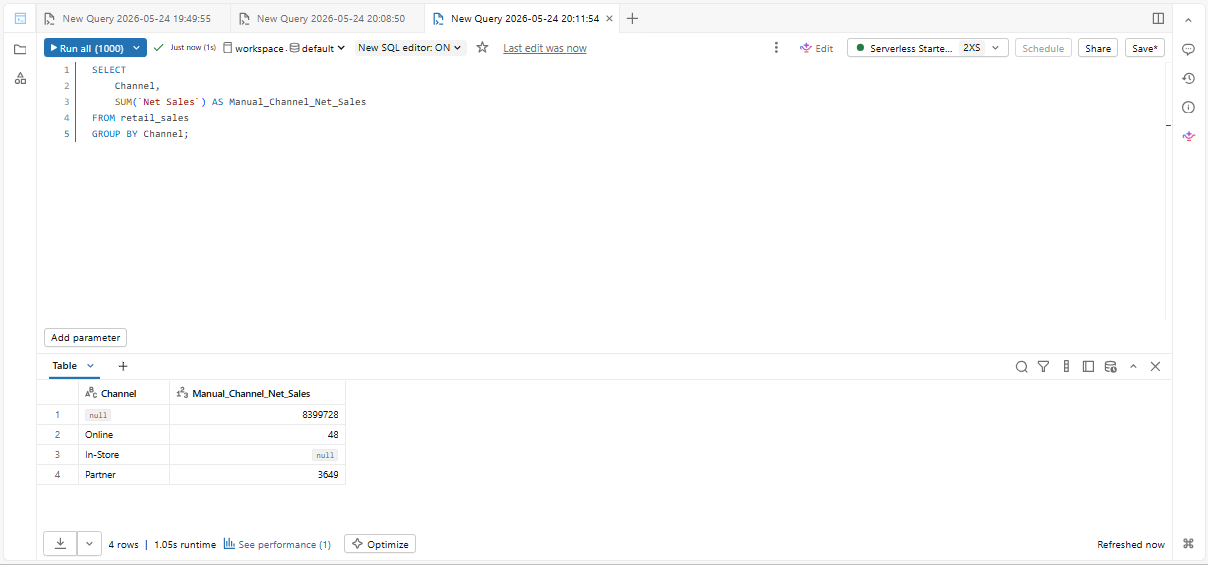 New Query 2026-05-24 19:49:55 New Query 2026-05-24 20:08:50 New Query 2026-05-24 20:11:54
Run all (1000) Just now (1s) workspace. default New SQL editor: ON Last edit was now Edit Serverless Starte... 2XS Schedule Share Save*
1 SELECT
2 Channel,
3 SUM(`Net Sales`) AS Manual_Channel_Net_Sales
4 FROM retail_sales
5 GROUP BY Channel;
Add parameter
Table
Channel Manual_Channel_Net_Sales
1 null 8399728
2 Online 48
3 In-Store null
4 Partner 3649
4 rows | 1.05s runtime See performance (1) Optimize Refreshed now